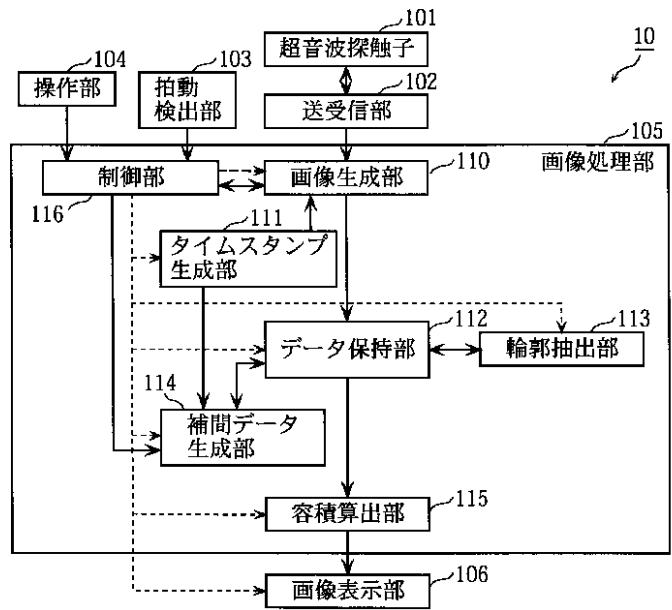 101
超音波探触子
10
104
操作部
103
拍動
検出部
102
送受信部
105
画像処理部
制御部
116
画像生成部
110
111
タイムスタンプ
生成部
データ保持部
112
輪郭抽出部
113
114
補間データ
生成部
容積算出部
115
画像表示部
106